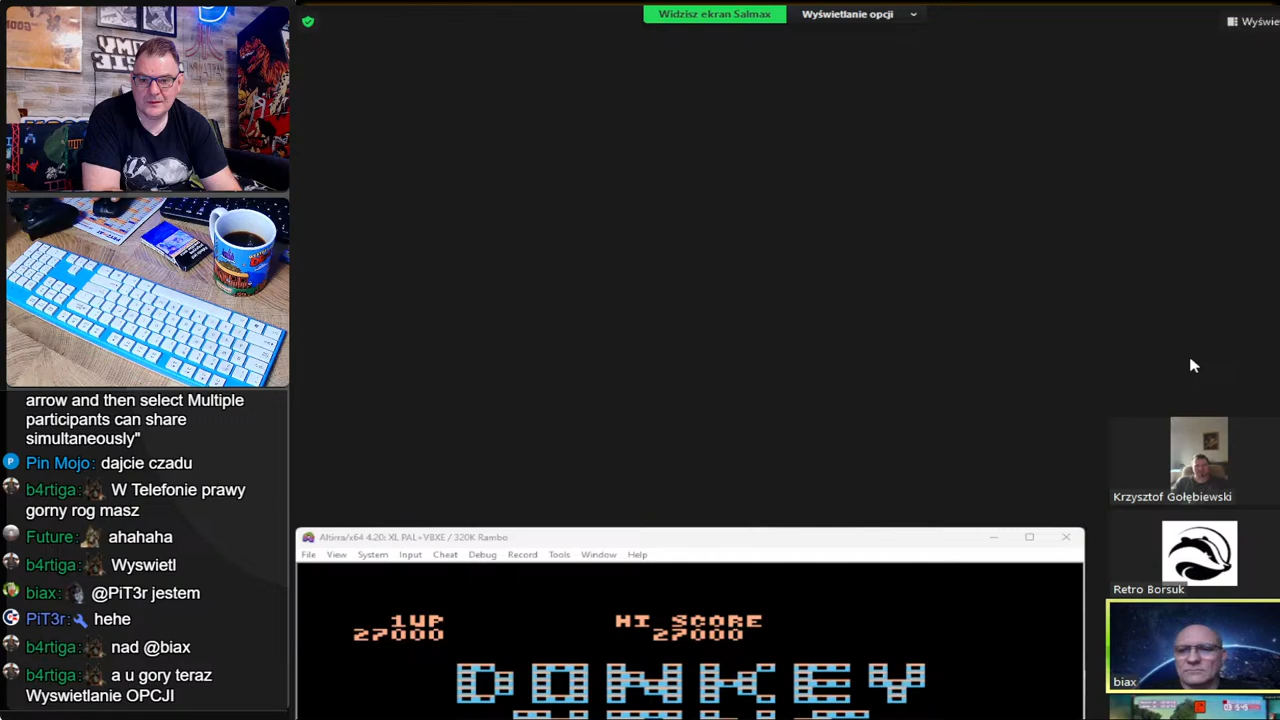 Widzisz ekran Salmax
Wyświetlanie opcji
Wyświe
arrow and then select Multiple
participants can share
simultaneously"
Pin Mojo: dajcie czadu
b4rtiga: W Telefonie prawy
gorny rog masz
Future: ahahaha
b4rtiga: Wyswietl
biax: @PiT3r jestem
PiT3r: hehe
b4rtiga: nad @biax
b4rtiga: a u gory teraz
Wyswietlanie OPCJI
Krzysztof Gołębiewski
Retro Borsuk
biax
Altirra/x64 4.20: XL PAL+VBXE / 320K Rambo
File View System Input Cheat Debug Record Tools Window Help
1UP HI SCORE
27000 27000
DONKEY